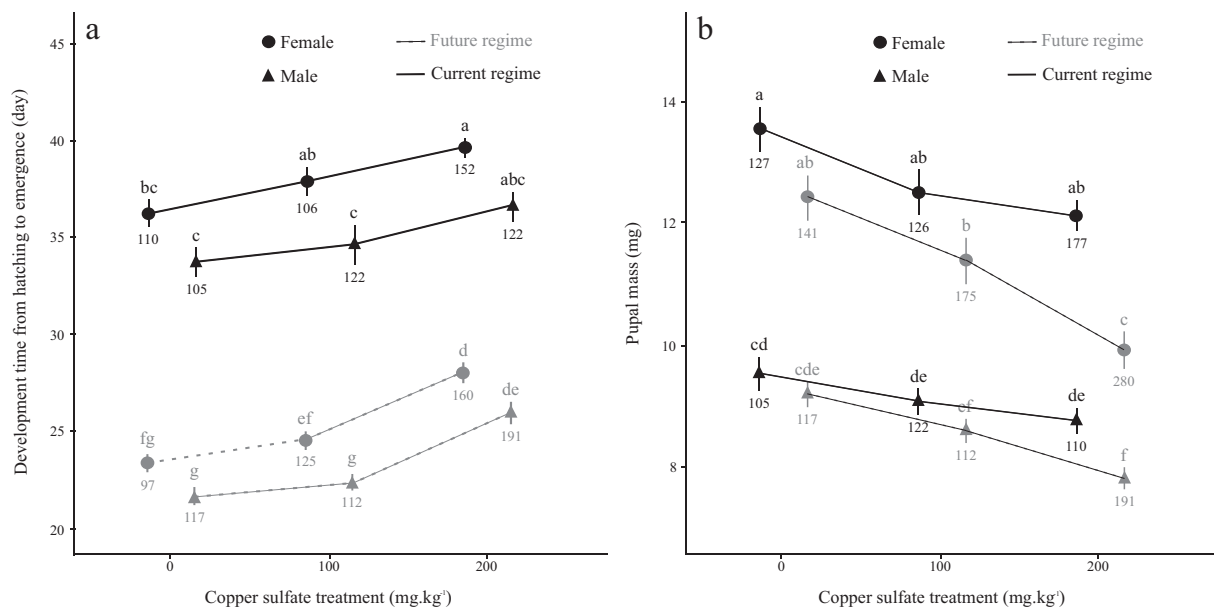 a
Female
Future regime
Male
Current regime
Development time from hatching to emergence (day)
45
40
35
30
25
20
bc
110
ab
106
a
152
c
105
c
122
abc
122
fg
97
ef
125
d
160
g
117
g
112
de
191
0
100
200
Copper sulfate treatment (mg.kg⁻¹)
b
Female
Future regime
Male
Current regime
Pupal mass (mg)
14
12
10
8
a
127
ab
126
ab
177
ab
141
b
175
c
280
cd
105
de
122
de
110
cde
117
ef
112
f
191
0
100
200
Copper sulfate treatment (mg.kg⁻¹)